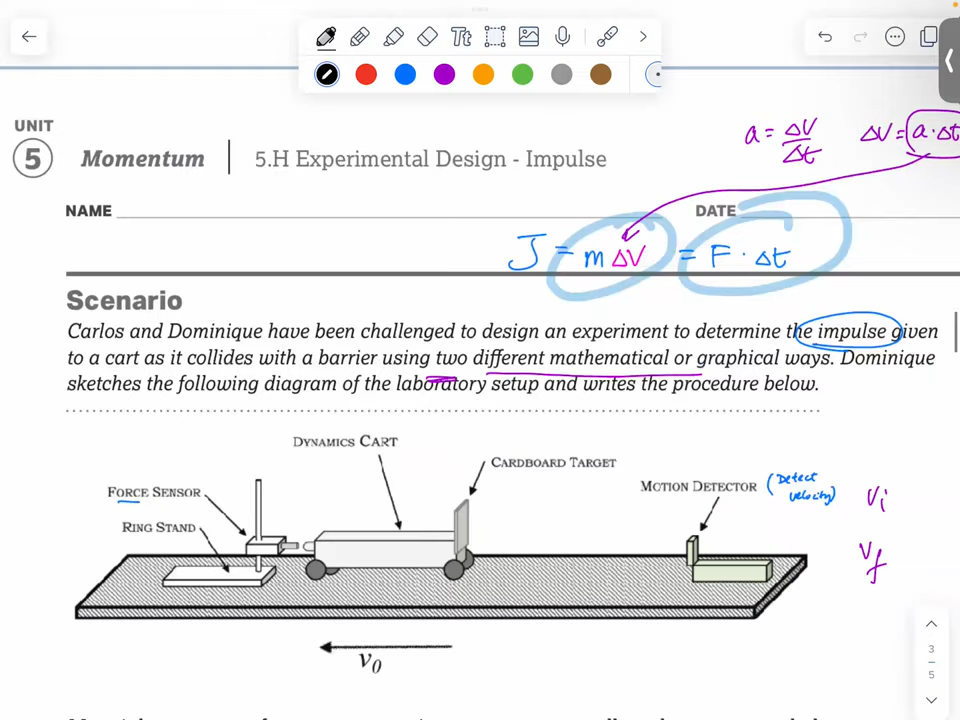 Tt
UNIT
5 Momentum 5.H Experimental Design - Impulse
a = ΔV/Δt ΔV = a·Δt
NAME DATE
J = mΔV = F · Δt
Scenario
Carlos and Dominique have been challenged to design an experiment to determine the impulse given
to a cart as it collides with a barrier using two different mathematical or graphical ways. Dominique
sketches the following diagram of the laboratory setup and writes the procedure below.
DYNAMICS CART
CARDBOARD TARGET
FORCE SENSOR
MOTION DETECTOR (Detect velocity) Vi
RING STAND
Vf
v0
3
5